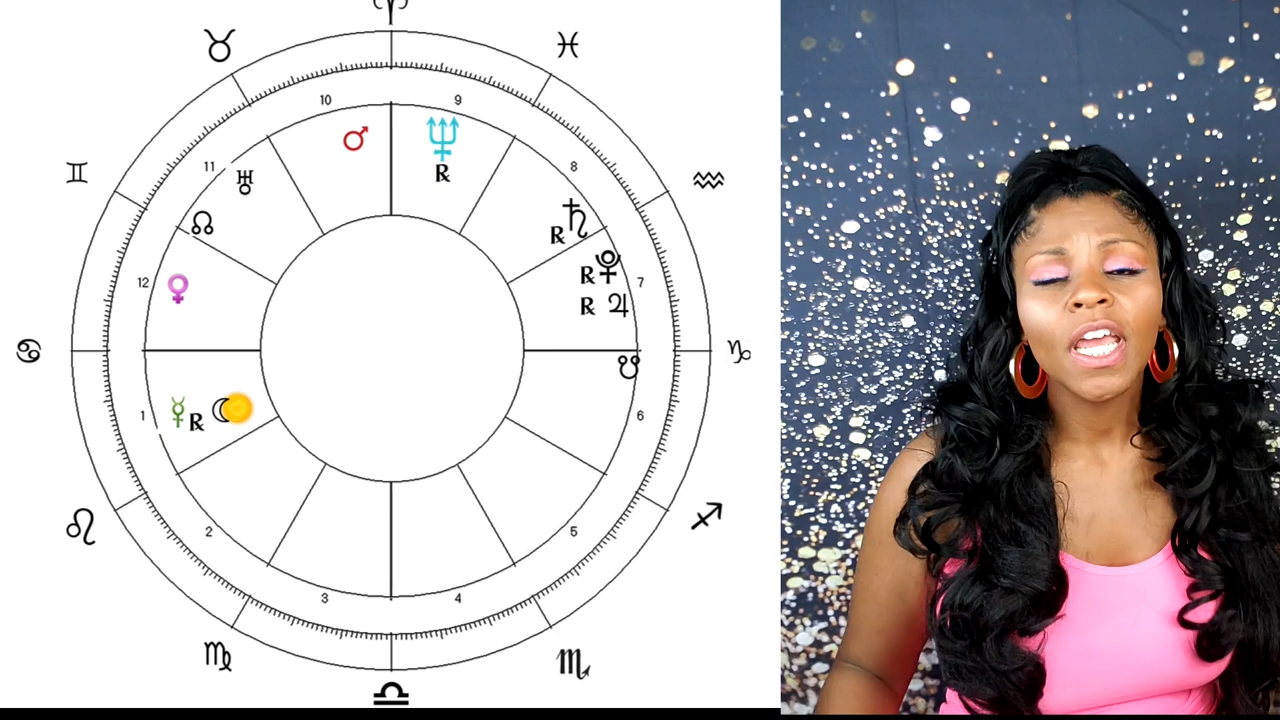 ♈
♉ ♓
10 9
♂ ♆
11 ℞ 8
♊ ♅ ♒
☊ ℞ ♄
12 ♀ ℞ ♇ 7
℞ ♃
♋ ♑
☋
1 ☿ ℞ ☽ 6
♌ ♐
2 5
3 4
♍ ♏
♎